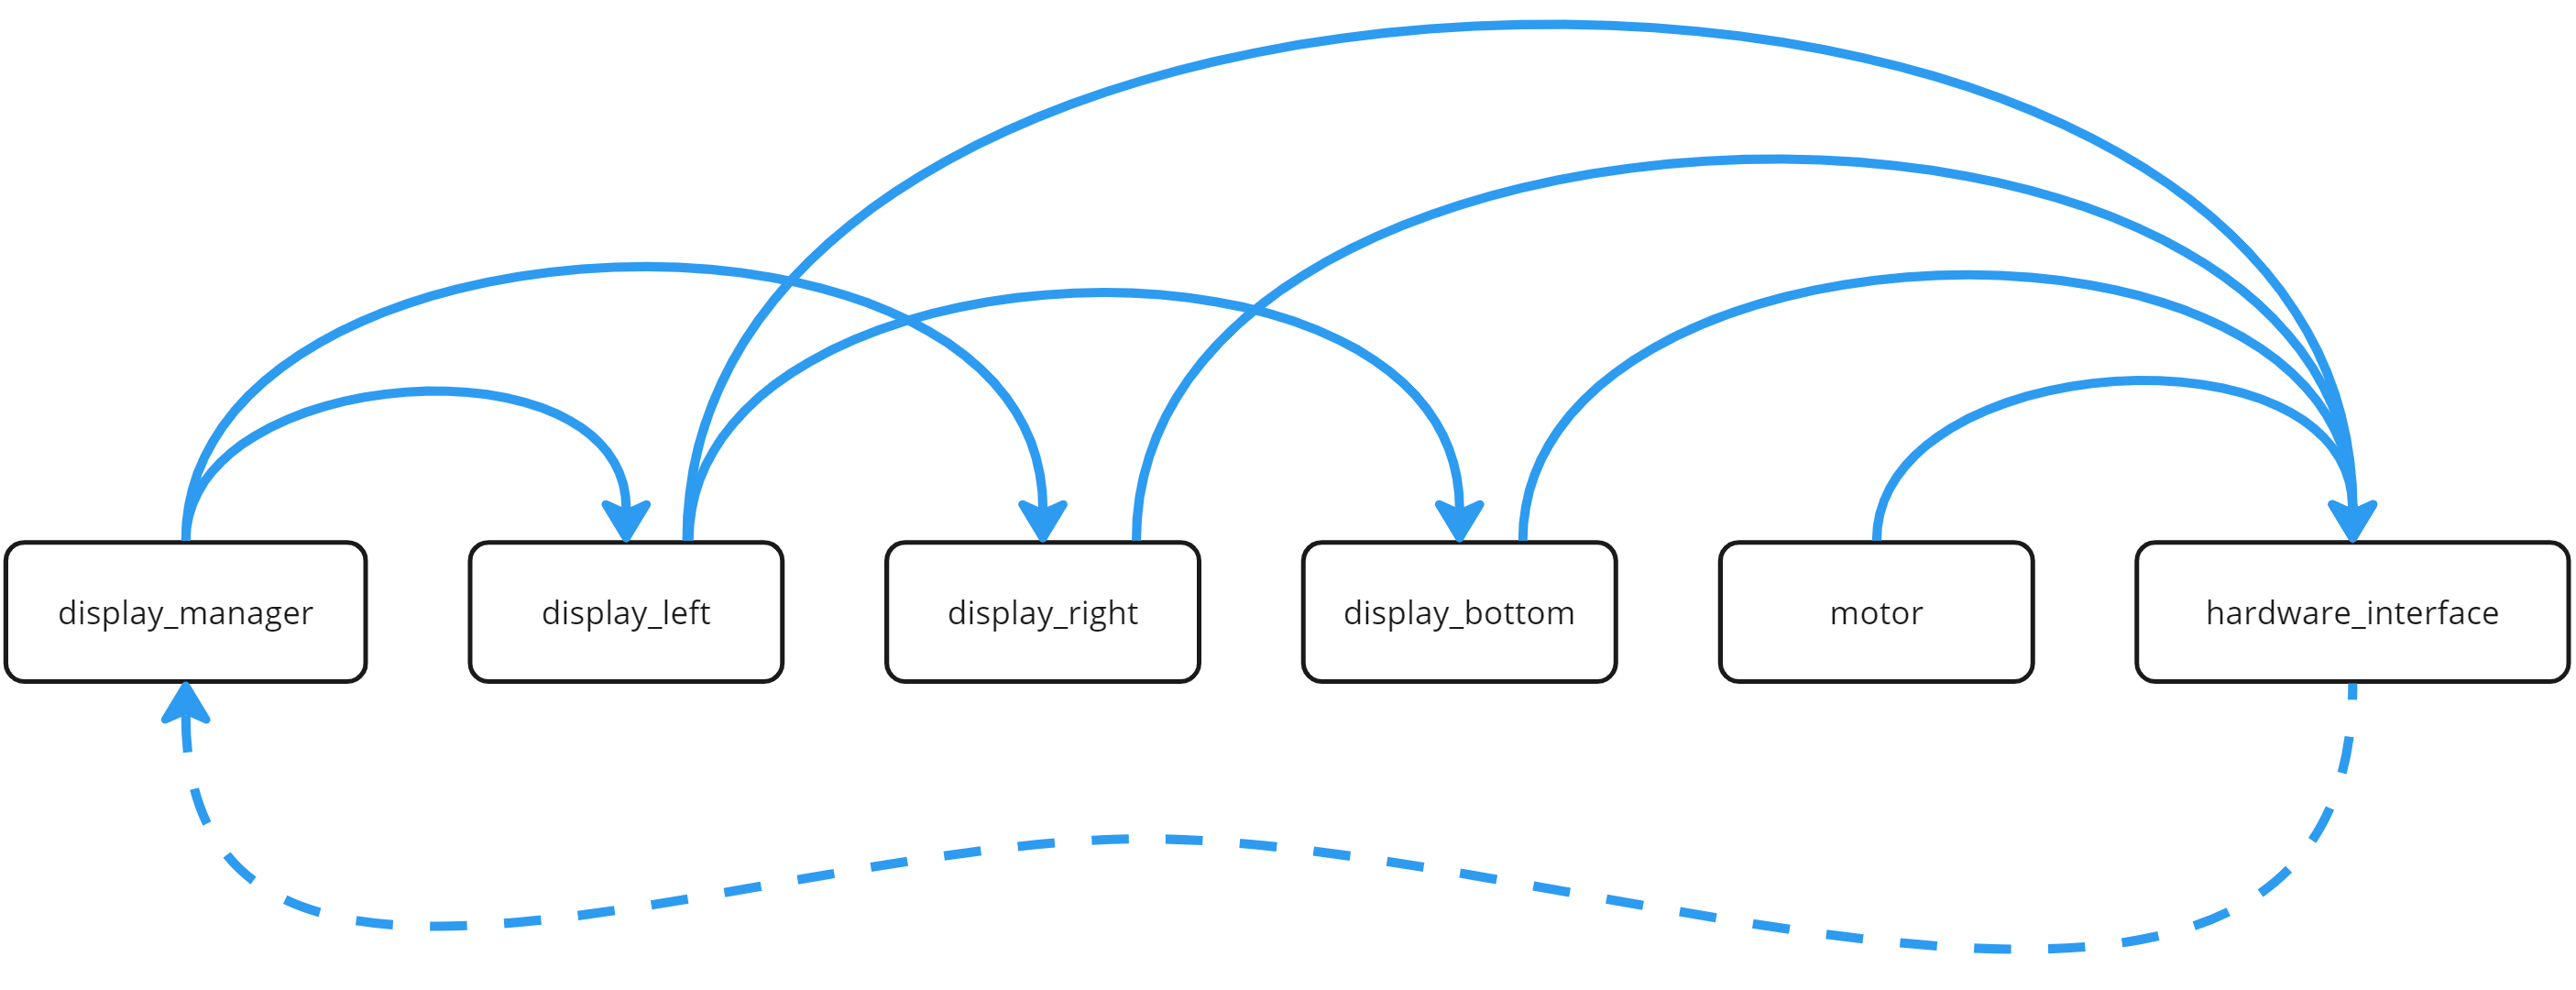 display_manager
display_left
display_right
display_bottom
motor
hardware_interface